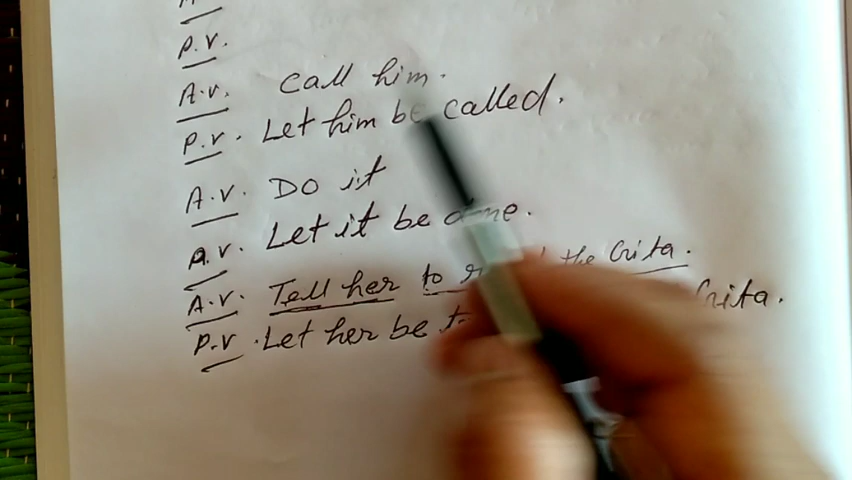 P.V.
A.V. Call him.
P.V. Let him be called.
A.V. Do it
P.V. Let it be done.
A.V. Tell her to the Gita.
P.V. Let her be Gita.